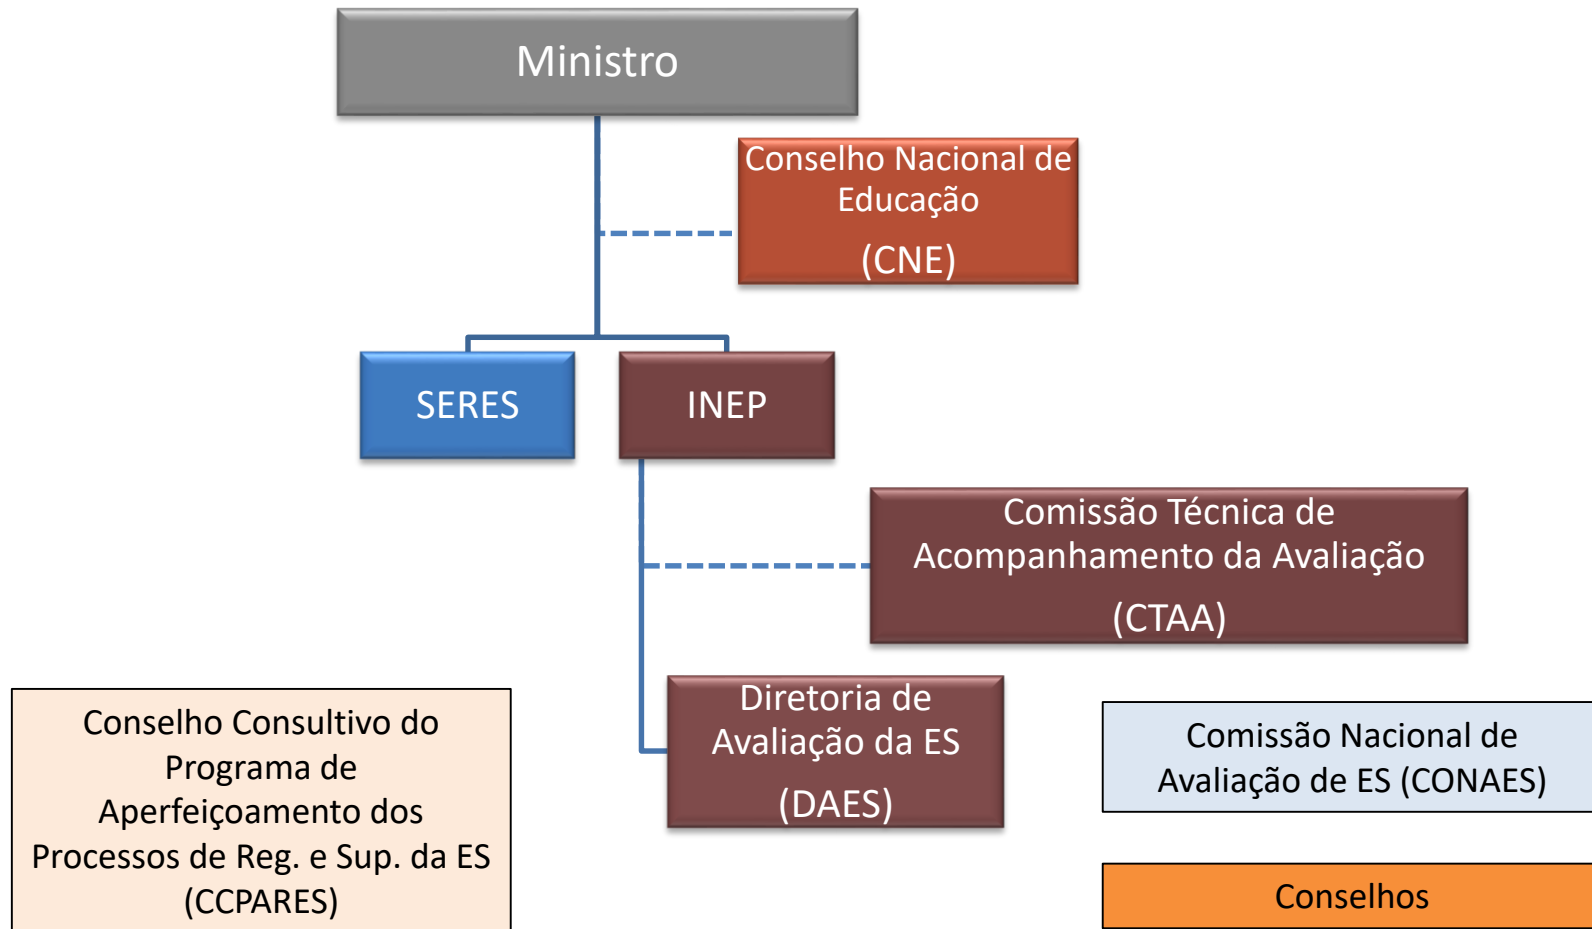 Ministro
Conselho Nacional de
Educação
(CNE)
SERES
INEP
Comissão Técnica de
Acompanhamento da Avaliação
(CTAA)
Diretoria de
Avaliação da ES
(DAES)
Conselho Consultivo do
Programa de
Aperfeiçoamento dos
Processos de Reg. e Sup. da ES
(CCPARES)
Comissão Nacional de
Avaliação de ES (CONAES)
Conselhos